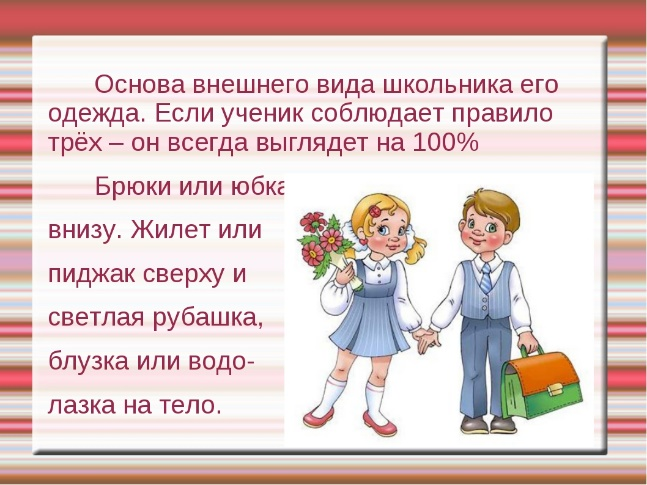 Основа внешнего вида школьника его
одежда. Если ученик соблюдает правило
трёх – он всегда выглядет на 100%
Брюки или юбка
внизу. Жилет или
пиджак сверху и
светлая рубашка,
блузка или водо-
лазка на тело.